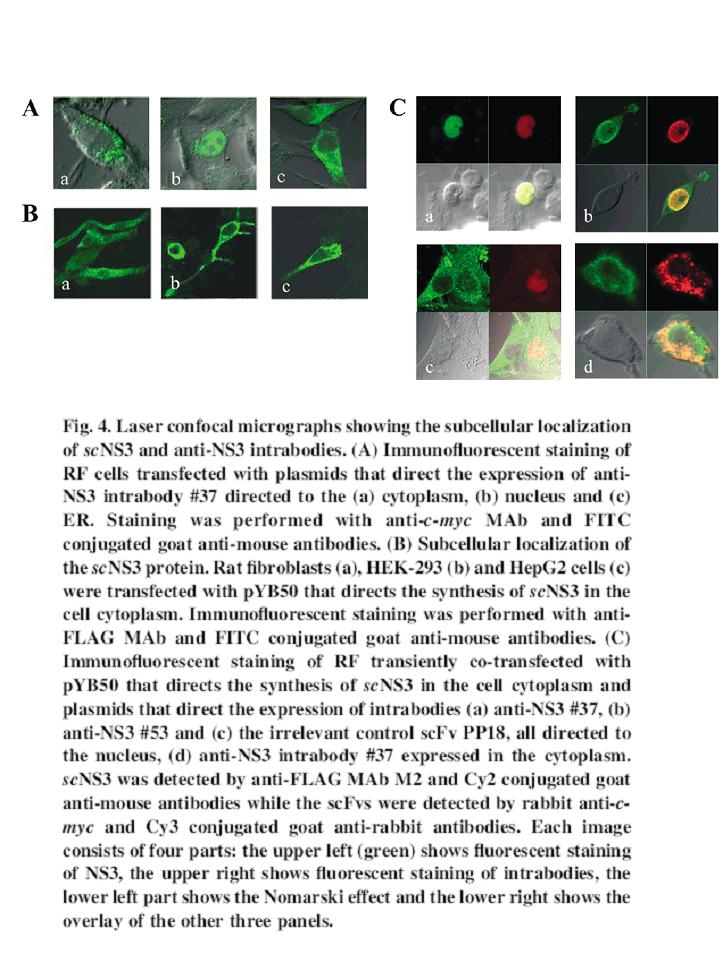 A
a
b
c
B
a
b
c
C
a
b
c
d
Fig. 4. Laser confocal micrographs showing the subcellular localization
of scNS3 and anti-NS3 intrabodies. (A) Immunofluorescent staining of
RF cells transfected with plasmids that direct the expression of anti-
NS3 intrabody #37 directed to the (a) cytoplasm, (b) nucleus and (c)
ER. Staining was performed with anti-c-myc MAb and FITC
conjugated goat anti-mouse antibodies. (B) Subcellular localization of
the scNS3 protein. Rat fibroblasts (a), HEK-293 (b) and HepG2 cells (c)
were transfected with pYB50 that directs the synthesis of scNS3 in the
cell cytoplasm. Immunofluorescent staining was performed with anti-
FLAG MAb and FITC conjugated goat anti-mouse antibodies. (C)
Immunofluorescent staining of RF transiently co-transfected with
pYB50 that directs the synthesis of scNS3 in the cell cytoplasm and
plasmids that direct the expression of intrabodies (a) anti-NS3 #37, (b)
anti-NS3 #53 and (c) the irrelevant control scFv PP18, all directed to
the nucleus, (d) anti-NS3 intrabody #37 expressed in the cytoplasm.
scNS3 was detected by anti-FLAG MAb M2 and Cy2 conjugated goat
anti-mouse antibodies while the scFvs were detected by rabbit anti-c-
myc and Cy3 conjugated goat anti-rabbit antibodies. Each image
consists of four parts: the upper left (green) shows fluorescent staining
of NS3, the upper right shows fluorescent staining of intrabodies, the
lower left part shows the Nomarski effect and the lower right shows the
overlay of the other three panels.